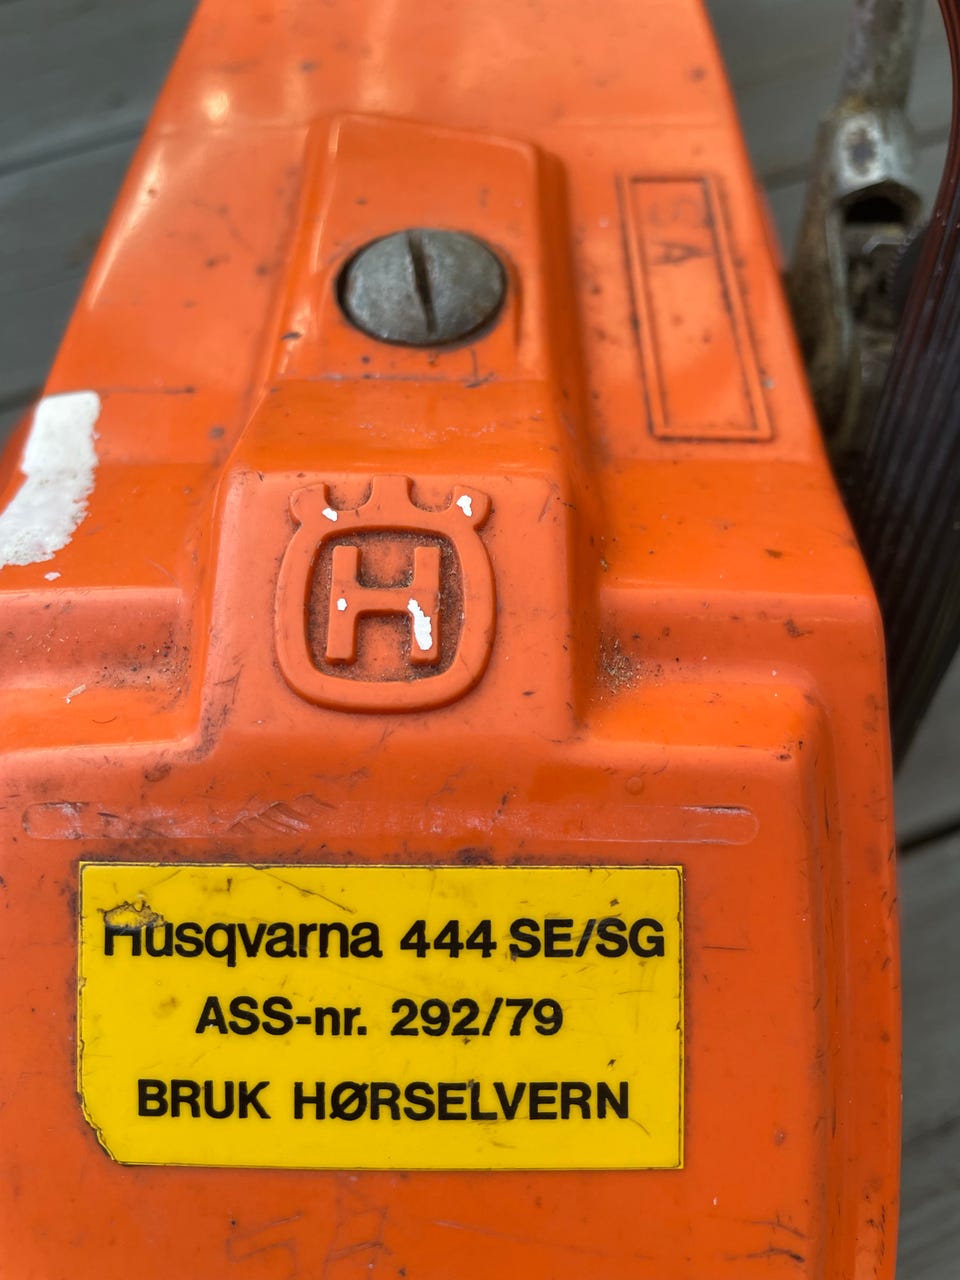 H
Husqvarna 444 SE/SG
ASS-nr. 292/79
BRUK HØRSELVERN